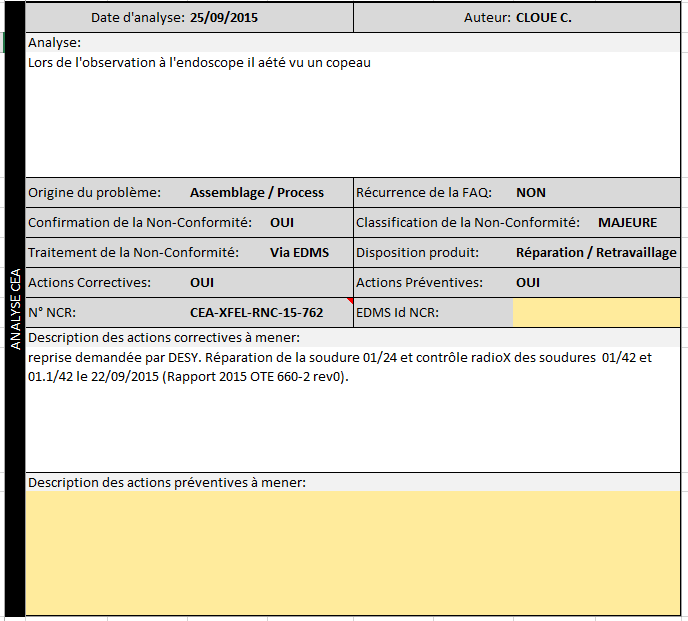 Date d'analyse: 25/09/2015 Auteur: CLOUE C.
Analyse:
Lors de l'observation à l'endoscope il aété vu un copeau
Origine du problème: Assemblage / Process Récurrence de la FAQ: NON
Confirmation de la Non-Conformité: OUI Classification de la Non-Conformité: MAJEURE
Traitement de la Non-Conformité: Via EDMS Disposition produit: Réparation / Retravaillage
Actions Correctives: OUI Actions Préventives: OUI
N° NCR: CEA-XFEL-RNC-15-762 EDMS Id NCR:
ANALYSE CEA
Description des actions correctives à mener:
reprise demandée par DESY. Réparation de la soudure 01/24 et contrôle radioX des soudures 01/42 et
01.1/42 le 22/09/2015 (Rapport 2015 OTE 660-2 rev0).
Description des actions préventives à mener: